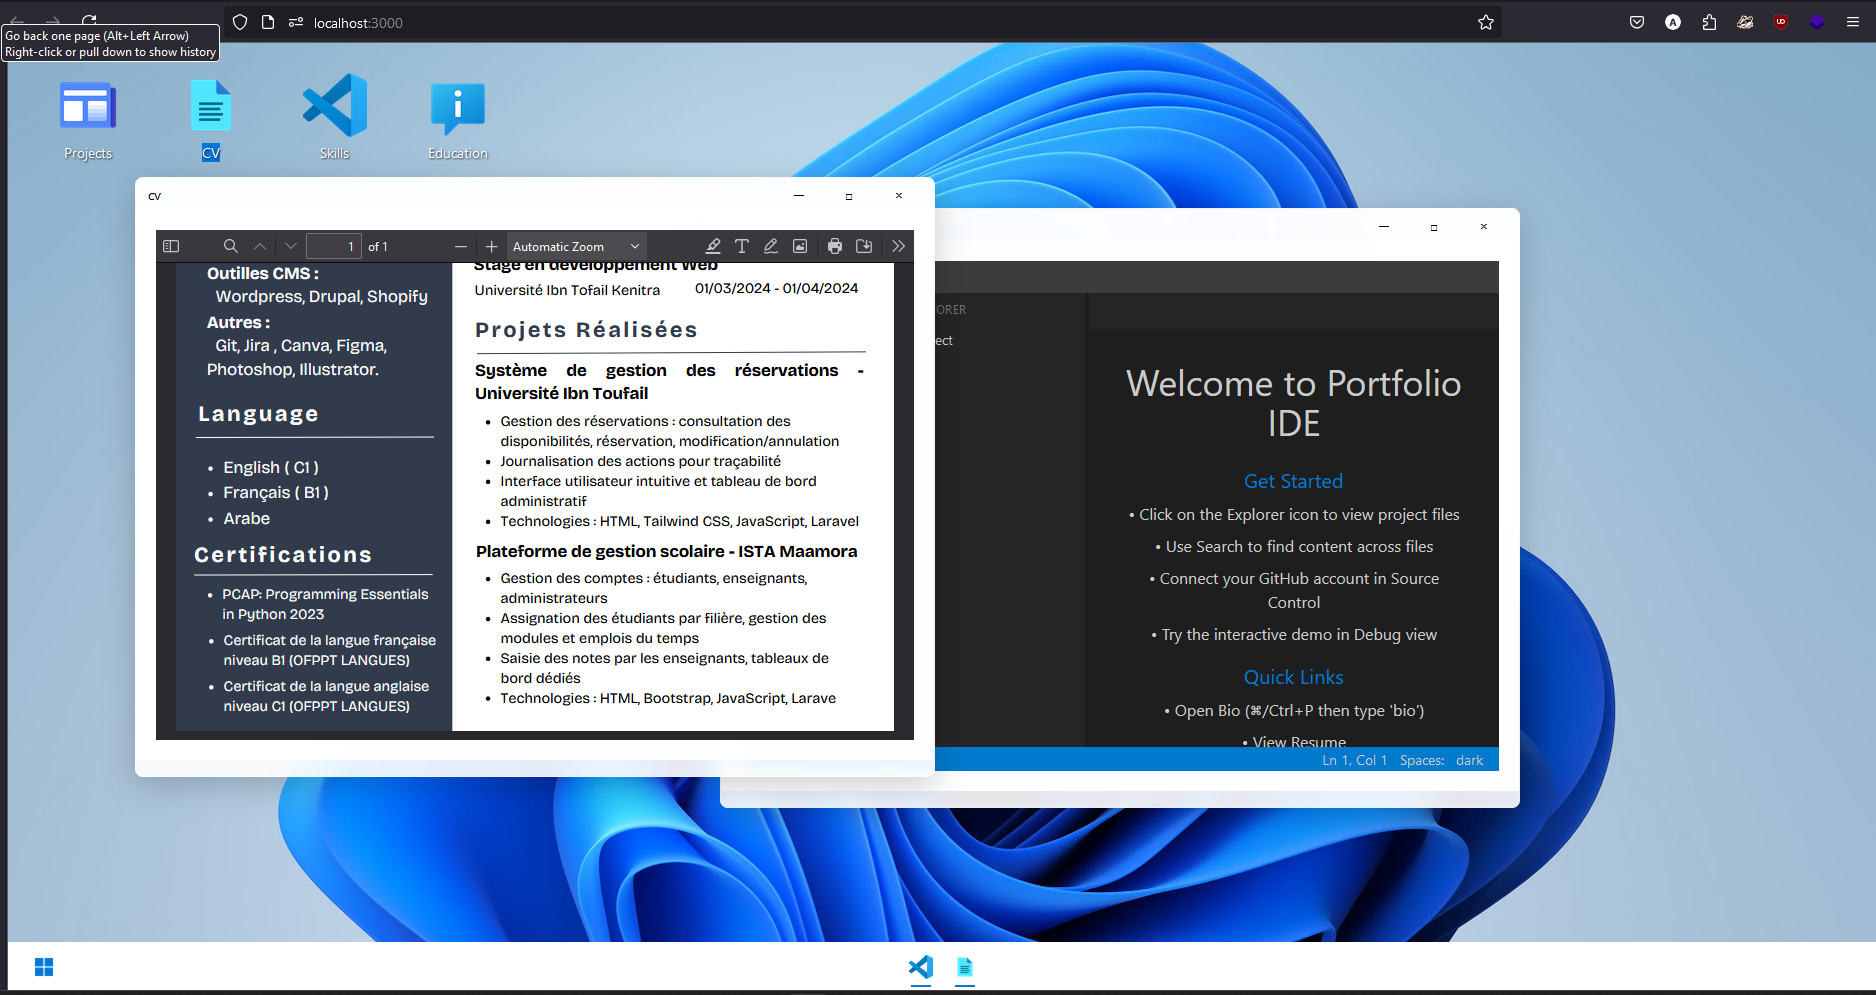 localhost:3000
Go back one page (Alt+Left Arrow)
Right-click or pull down to show history
Projects
CV
Skills
Education
CV
1 of 1
Automatic Zoom
Outilles CMS :
Wordpress, Drupal, Shopify
Autres :
Git, Jira , Canva, Figma,
Photoshop, Illustrator.
Language
English ( C1 )
Français ( B1 )
Arabe
Certifications
PCAP: Programming Essentials
in Python 2023
Certificat de la langue française
niveau B1 (OFPPT LANGUES)
Certificat de la langue anglaise
niveau C1 (OFPPT LANGUES)
Stage en développement Web
Université Ibn Tofail Kenitra 01/03/2024 - 01/04/2024
Projets Réalisées
Système de gestion des réservations -
Université Ibn Toufail
Gestion des réservations : consultation des
disponibilités, réservation, modification/annulation
Journalisation des actions pour traçabilité
Interface utilisateur intuitive et tableau de bord
administratif
Technologies : HTML, Tailwind CSS, JavaScript, Laravel
Plateforme de gestion scolaire - ISTA Maamora
Gestion des comptes : étudiants, enseignants,
administrateurs
Assignation des étudiants par filière, gestion des
modules et emplois du temps
Saisie des notes par les enseignants, tableaux de
bord dédiés
Technologies : HTML, Bootstrap, JavaScript, Larave
ORER
ect
Welcome to Portfolio
IDE
Get Started
• Click on the Explorer icon to view project files
• Use Search to find content across files
• Connect your GitHub account in Source
Control
• Try the interactive demo in Debug view
Quick Links
• Open Bio (⌘/Ctrl+P then type 'bio')
• View Resume
Ln 1, Col 1 Spaces: dark